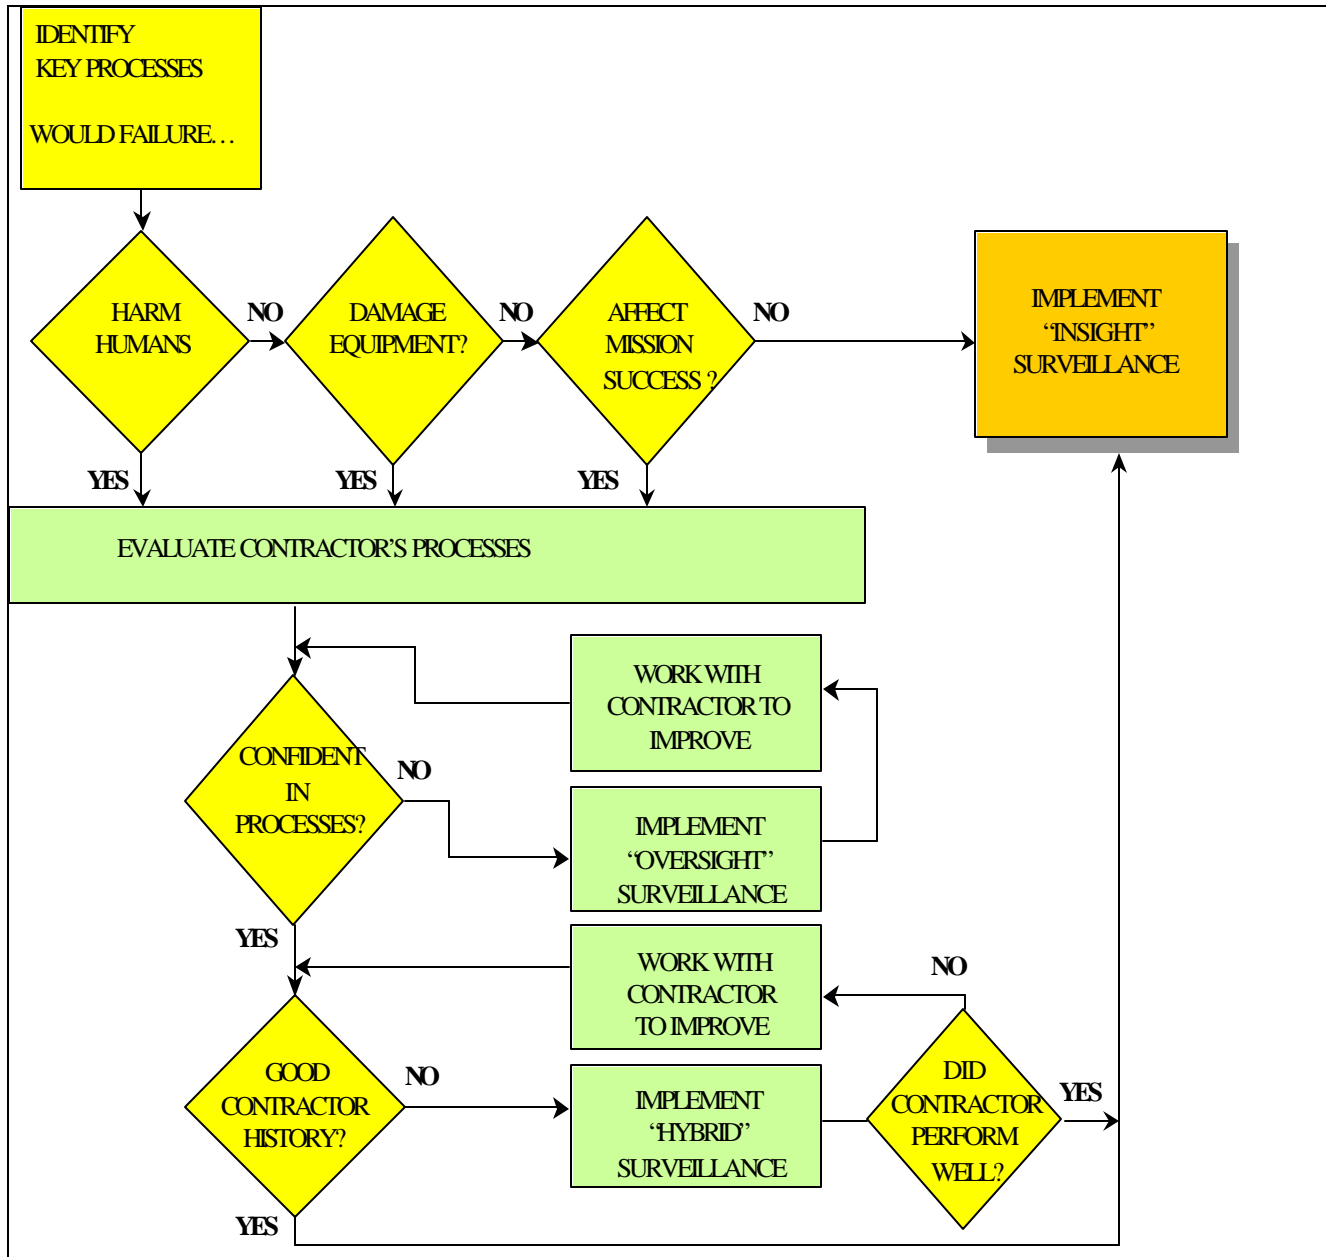 IDENTIFY
KEY PROCESSES
WOULD FAILURE…
HARM
HUMANS
NO
DAMAGE
EQUIPMENT?
NO
AFFECT
MISSION
SUCCESS ?
NO
IMPLEMENT
“INSIGHT”
SURVEILLANCE
YES
YES
YES
EVALUATE CONTRACTOR’S PROCESSES
WORK WITH
CONTRACTOR TO
IMPROVE
CONFIDENT
IN
PROCESSES?
NO
IMPLEMENT
“OVERSIGHT”
SURVEILLANCE
YES
WORK WITH
CONTRACTOR
TO IMPROVE
NO
GOOD
CONTRACTOR
HISTORY?
NO
IMPLEMENT
“HYBRID”
SURVEILLANCE
DID
CONTRACTOR
PERFORM
WELL?
YES
YES